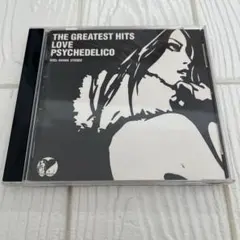 THE GREATEST HITS
LOVE
PSYCHEDELICO